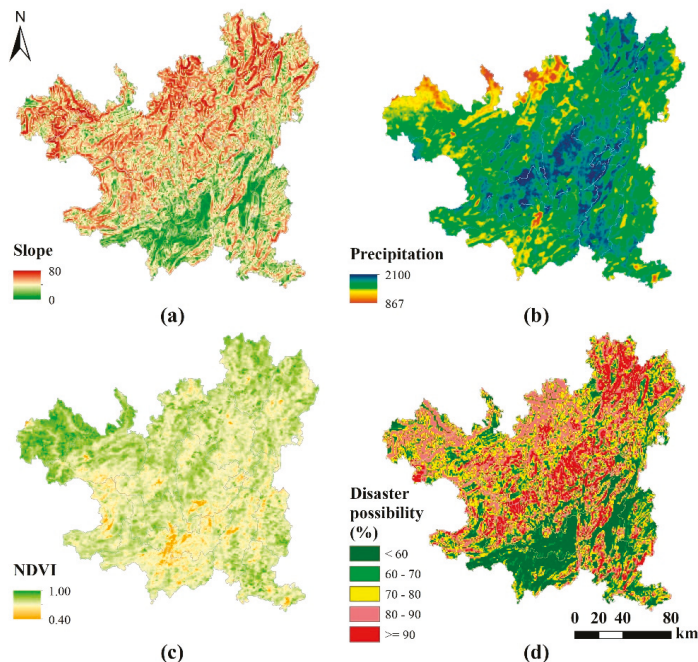 N
Slope
80
0
(a)
Precipitation
2100
867
(b)
NDVI
1.00
0.40
(c)
Disaster
possibility
(%)
< 60
60 - 70
70 - 80
80 - 90
>= 90
(d)
0 20 40 80
km